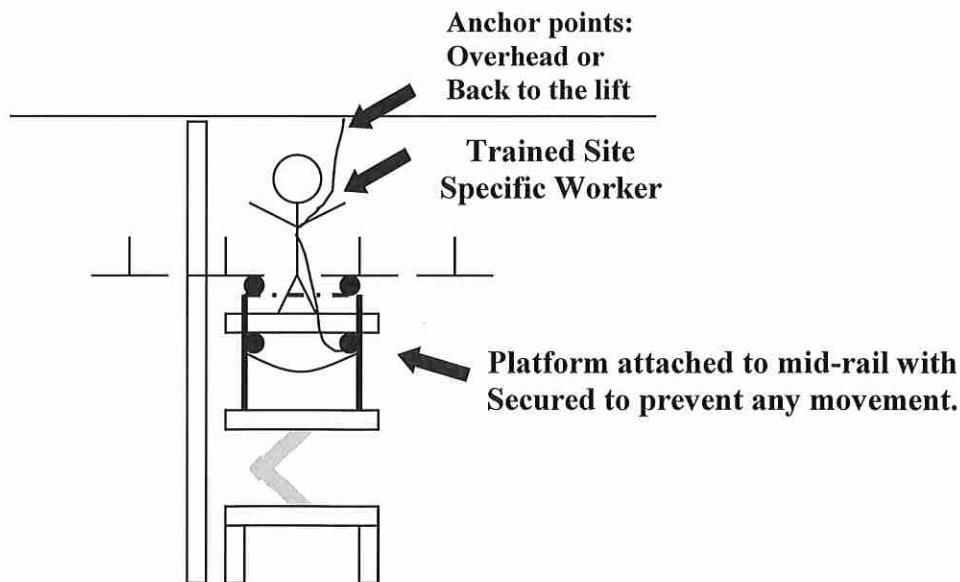 Anchor points:
Overhead or
Back to the lift
Trained Site
Specific Worker
Platform attached to mid-rail with
Secured to prevent any movement.